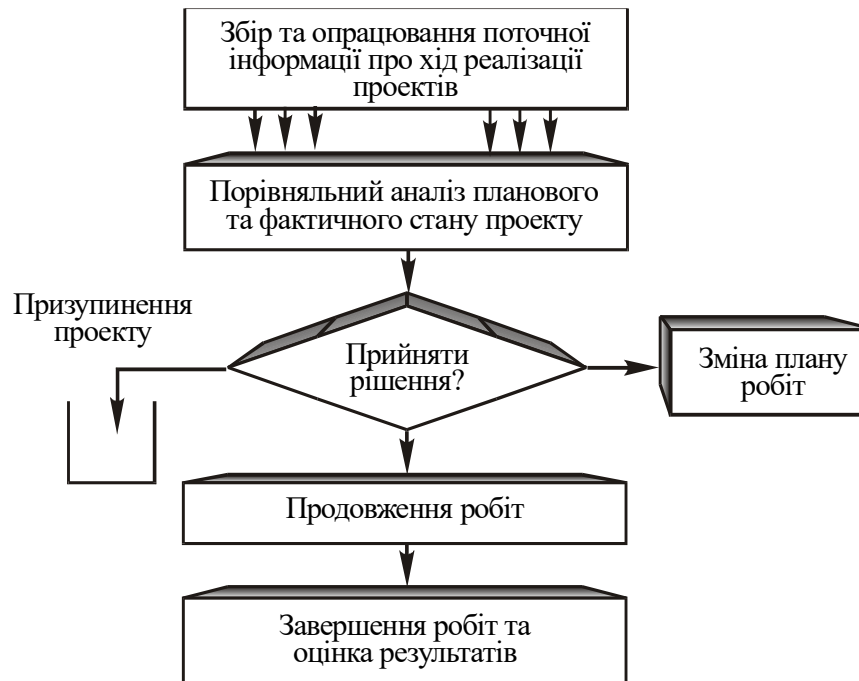 Збір та опрацювання поточної
інформації про хід реалізації
проектів
Порівняльний аналіз планового
та фактичного стану проекту
Призупинення
проекту
Прийняти
рішення?
Зміна плану
робіт
Продовження робіт
Завершення робіт та
оцінка результатів